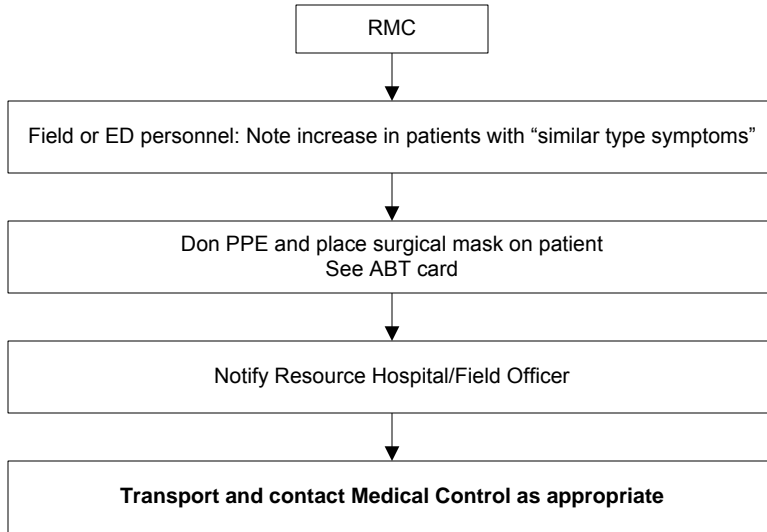 RMC
Field or ED personnel: Note increase in patients with “similar type symptoms”
Don PPE and place surgical mask on patient
See ABT card
Notify Resource Hospital/Field Officer
Transport and contact Medical Control as appropriate